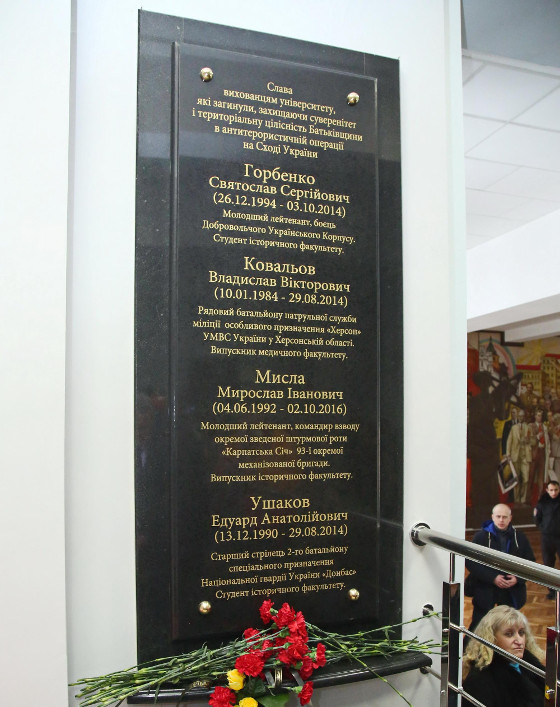 Слава
вихованцям університету,
які загинули, захищаючи суверенітет
і територіальну цілісність Батьківщини
в антитерористичній операції
на Сході України
Горбенко
Святослав Сергійович
(26.12.1994 - 03.10.2014)
Молодший лейтенант, боєць
Добровольчого Українського Корпусу.
Студент історичного факультету.
Ковальов
Владислав Вікторович
(10.01.1984 - 29.08.2014)
Рядовий батальйону патрульної служби
міліції особливого призначення «Херсон»
УМВС України у Херсонській області.
Випускник медичного факультету.
Мисла
Мирослав Іванович
(04.06.1992 - 02.10.2016)
Молодший лейтенант, командир взводу
окремої зведеної штурмової роти
«Карпатська Січ» 93-ї окремої
механізованої бригади.
Випускник історичного факультету.
Ушаков
Едуард Анатолійович
(13.12.1990 - 29.08.2014)
Старший стрілець 2-го батальйону
спеціального призначення
Національної гвардії України «Донбас»
Студент історичного факультету.